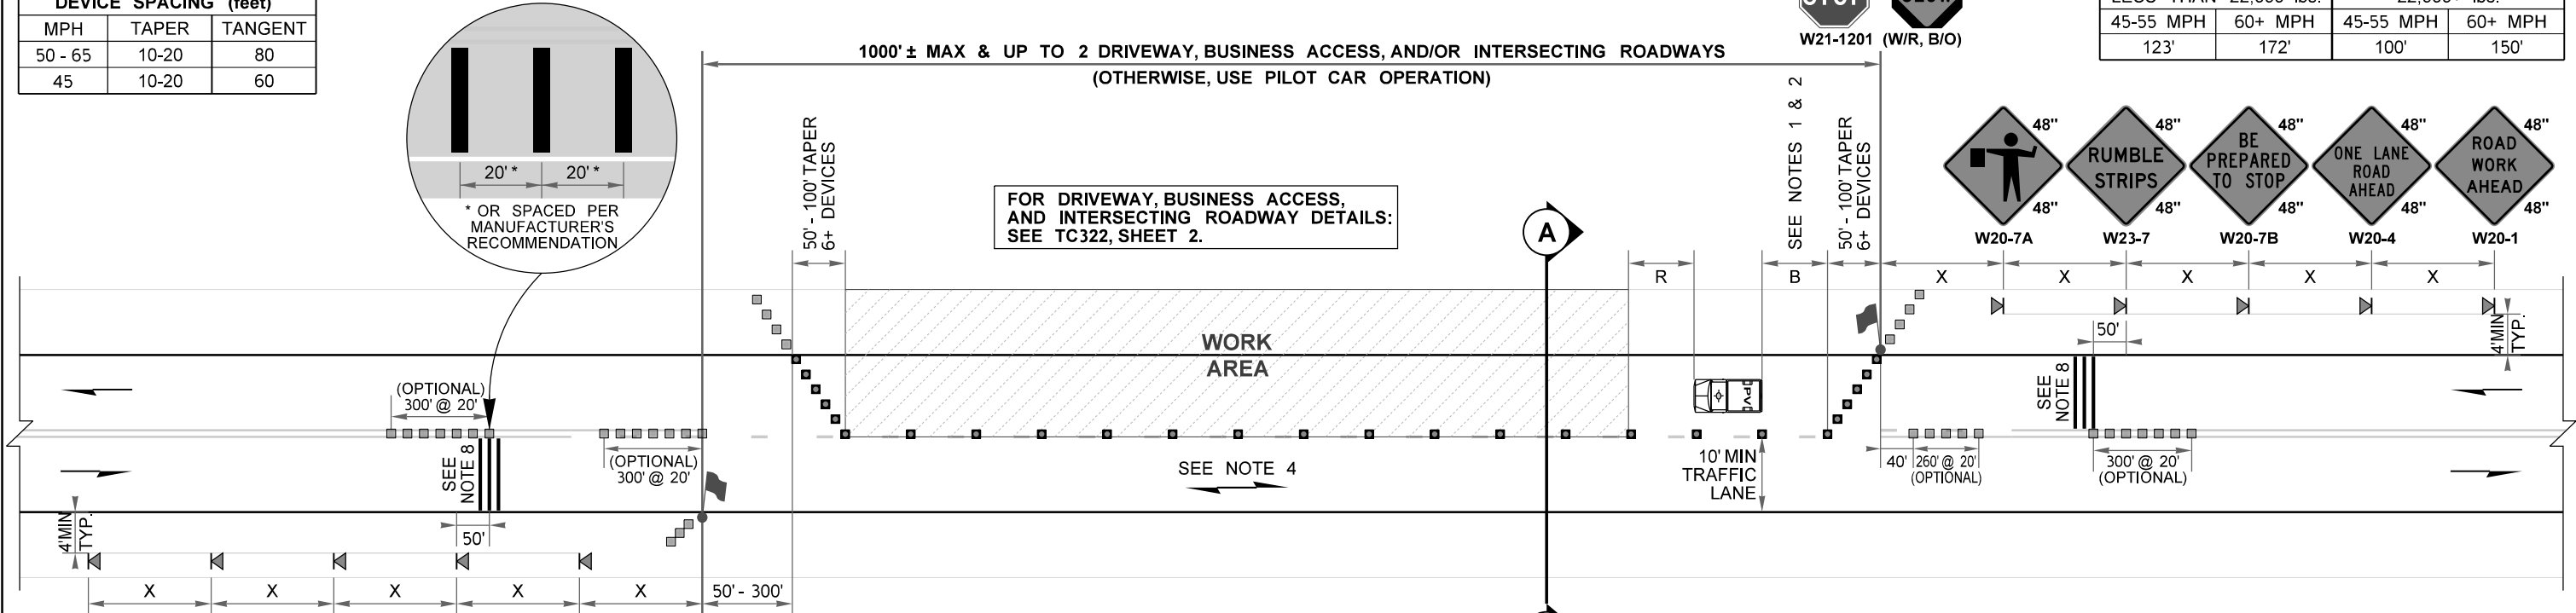 DEVICE SPACING (feet)
MPH TAPER TANGENT
50 - 65 10-20 80
45 10-20 60
20' * 20' *
* OR SPACED PER
MANUFACTURER'S
RECOMMENDATION
1000' ± MAX & UP TO 2 DRIVEWAY, BUSINESS ACCESS, AND/OR INTERSECTING ROADWAYS
(OTHERWISE, USE PILOT CAR OPERATION)
W21-1201 (W/R, B/O)
45-55 MPH 60+ MPH 45-55 MPH 60+ MPH
123' 172' 100' 150'
50' - 100' TAPER
6+ DEVICES
FOR DRIVEWAY, BUSINESS ACCESS,
AND INTERSECTING ROADWAY DETAILS:
SEE TC322, SHEET 2.
A
SEE NOTES 1 & 2
50' - 100' TAPER
6+ DEVICES
48" 48" 48" 48" 48"
RUMBLE
STRIPS
BE
PREPARED
TO STOP
ONE LANE
ROAD
AHEAD
ROAD
WORK
AHEAD
48" 48" 48" 48" 48"
W20-7A W23-7 W20-7B W20-4 W20-1
R B X X X X X
WORK
AREA
50'
4' MIN
TYP.
(OPTIONAL)
300' @ 20'
PV
SEE
NOTE 8
SEE
NOTE 8
(OPTIONAL)
300' @ 20'
SEE NOTE 4
10' MIN
TRAFFIC
LANE
40' 260' @ 20'
(OPTIONAL)
300' @ 20'
(OPTIONAL)
4' MIN
TYP.
50'
X X X X X 50' - 300'